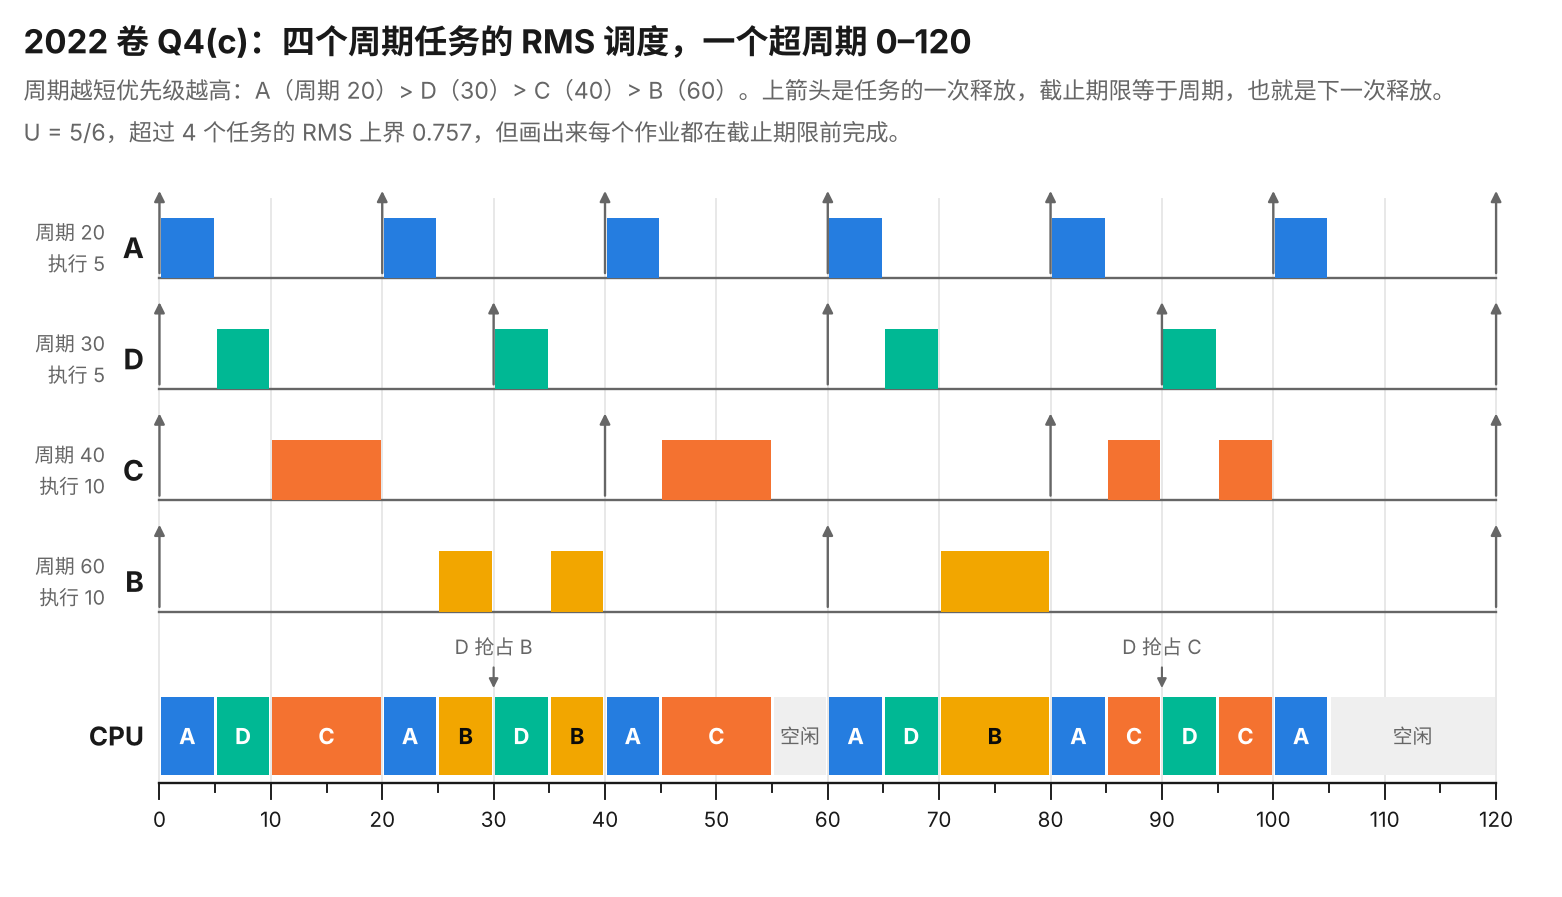 2022 卷 Q4(c)：四个周期任务的 RMS 调度，一个超周期 0–120
周期越短优先级越高：A（周期 20）> D（30）> C（40）> B（60）。上箭头是任务的一次释放，截止期限等于周期，也就是下一次释放。
U = 5/6，超过 4 个任务的 RMS 上界 0.757，但画出来每个作业都在截止期限前完成。
周期 20
执行 5
A
周期 30
执行 5
D
周期 40
执行 10
C
周期 60
执行 10
B
D 抢占 B
D 抢占 C
CPU
A D C A B D B A C 空闲 A D B A C D C A 空闲
0 10 20 30 40 50 60 70 80 90 100 110 120